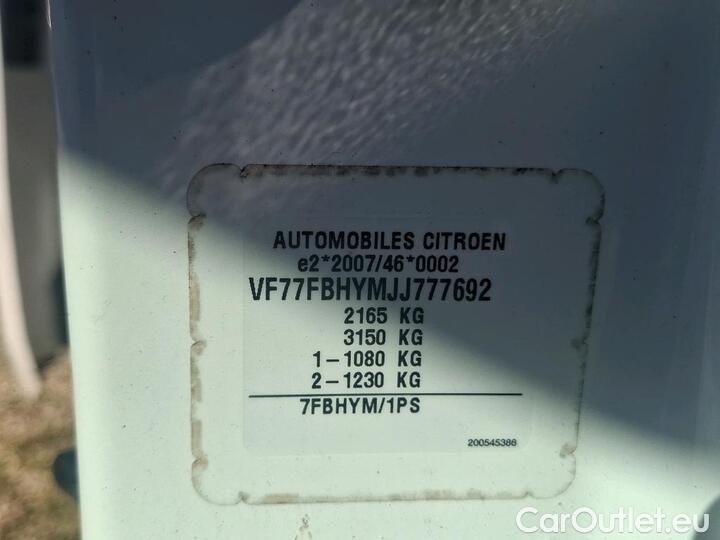 AUTOMOBILES CITROEN
e2*2007/46*0002
VF77FBHYMJJ777692
2165 KG
3150 KG
1-1080 KG
2-1230 KG
7FBHYM/1PS
200545386
CarOutlet.eu